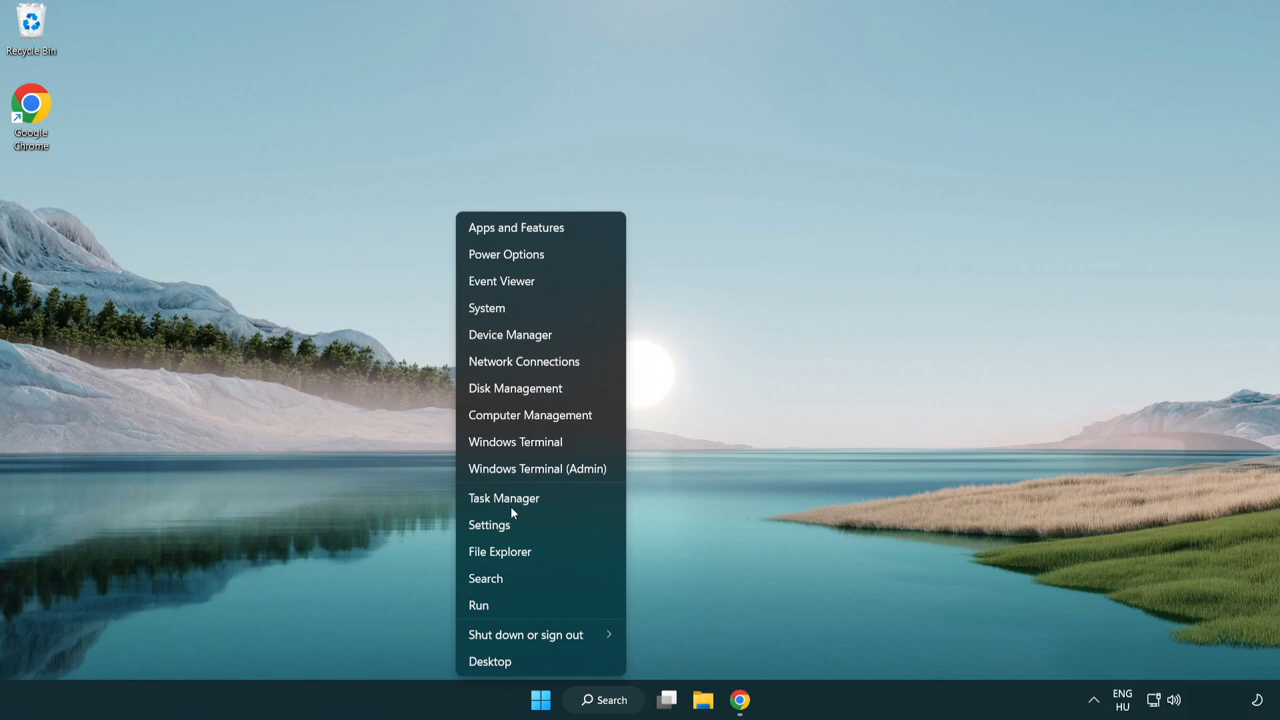 Recycle Bin
Google
Chrome
Apps and Features
Power Options
Event Viewer
System
Device Manager
Network Connections
Disk Management
Computer Management
Windows Terminal
Windows Terminal (Admin)
Task Manager
Settings
File Explorer
Search
Run
Shut down or sign out
Desktop
Search
ENG
HU